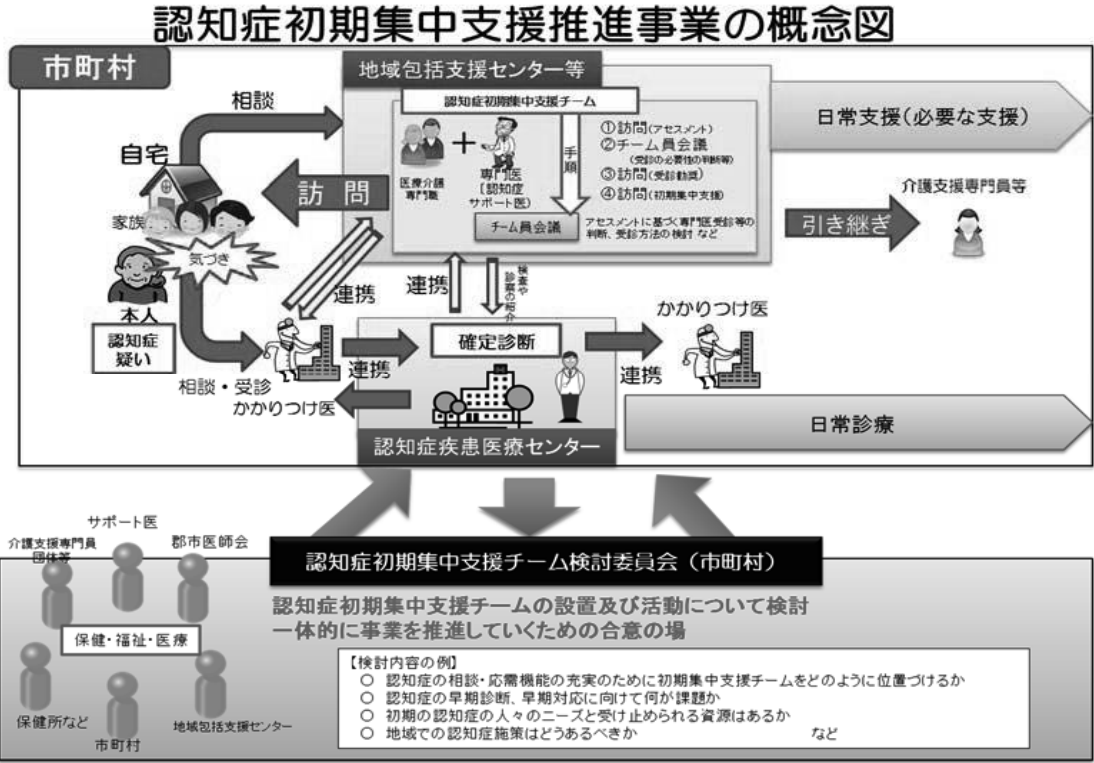 認知症初期集中支援推進事業の概念図
市町村
地域包括支援センター等
認知症初期集中支援チーム
相談
自宅
訪問
家族
気づき
本人
認知症
疑い
医療介護
専門職
専門医
[認知症
サポート医]
手順
①訪問(アセスメント)
②チーム員会議
(受診の必要性の判断等)
③訪問(受診勧奨)
④訪問(初期集中支援)
チーム員会議
アセスメントに基づく専門医受診等の
判断、受診方法の検討 など
日常支援(必要な支援)
介護支援専門員等
引き継ぎ
連携
連携
検査や
診察の紹介
相談・受診
かかりつけ医
連携
確定診断
連携
かかりつけ医
認知症疾患医療センター
日常診療
サポート医
介護支援専門員
団体等
郡市医師会
保健・福祉・医療
保健所など
市町村
地域包括支援センター
認知症初期集中支援チーム検討委員会(市町村)
認知症初期集中支援チームの設置及び活動について検討
一体的に事業を推進していくための合意の場
【検討内容の例】
○ 認知症の相談・応需機能の充実のために初期集中支援チームをどのように位置づけるか
○ 認知症の早期診断、早期対応に向けて何が課題か
○ 初期の認知症の人々のニーズと受け止められる資源はあるか
○ 地域での認知症施策はどうあるべきか など